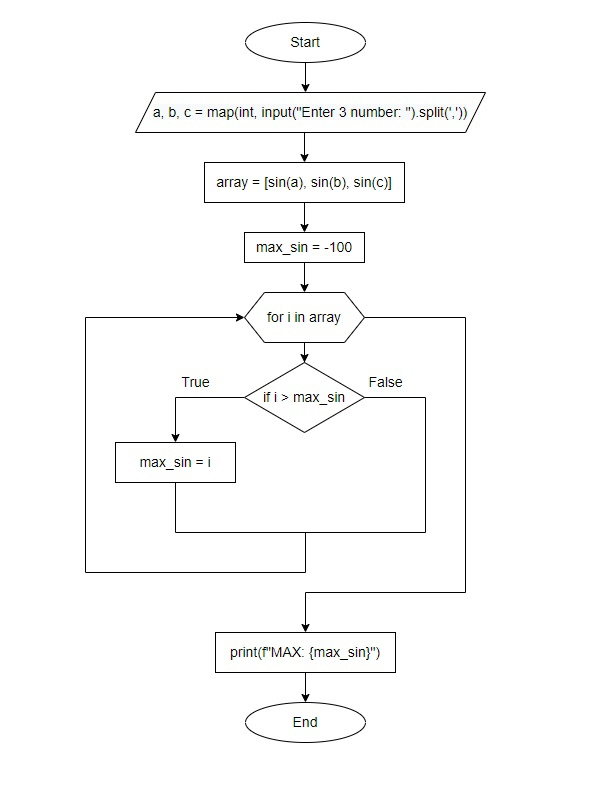 Start
a, b, c = map(int, input("Enter 3 number: ").split(','))
array = [sin(a), sin(b), sin(c)]
max_sin = -100
for i in array
True
False
if i > max_sin
max_sin = i
print(f"MAX: {max_sin}")
End